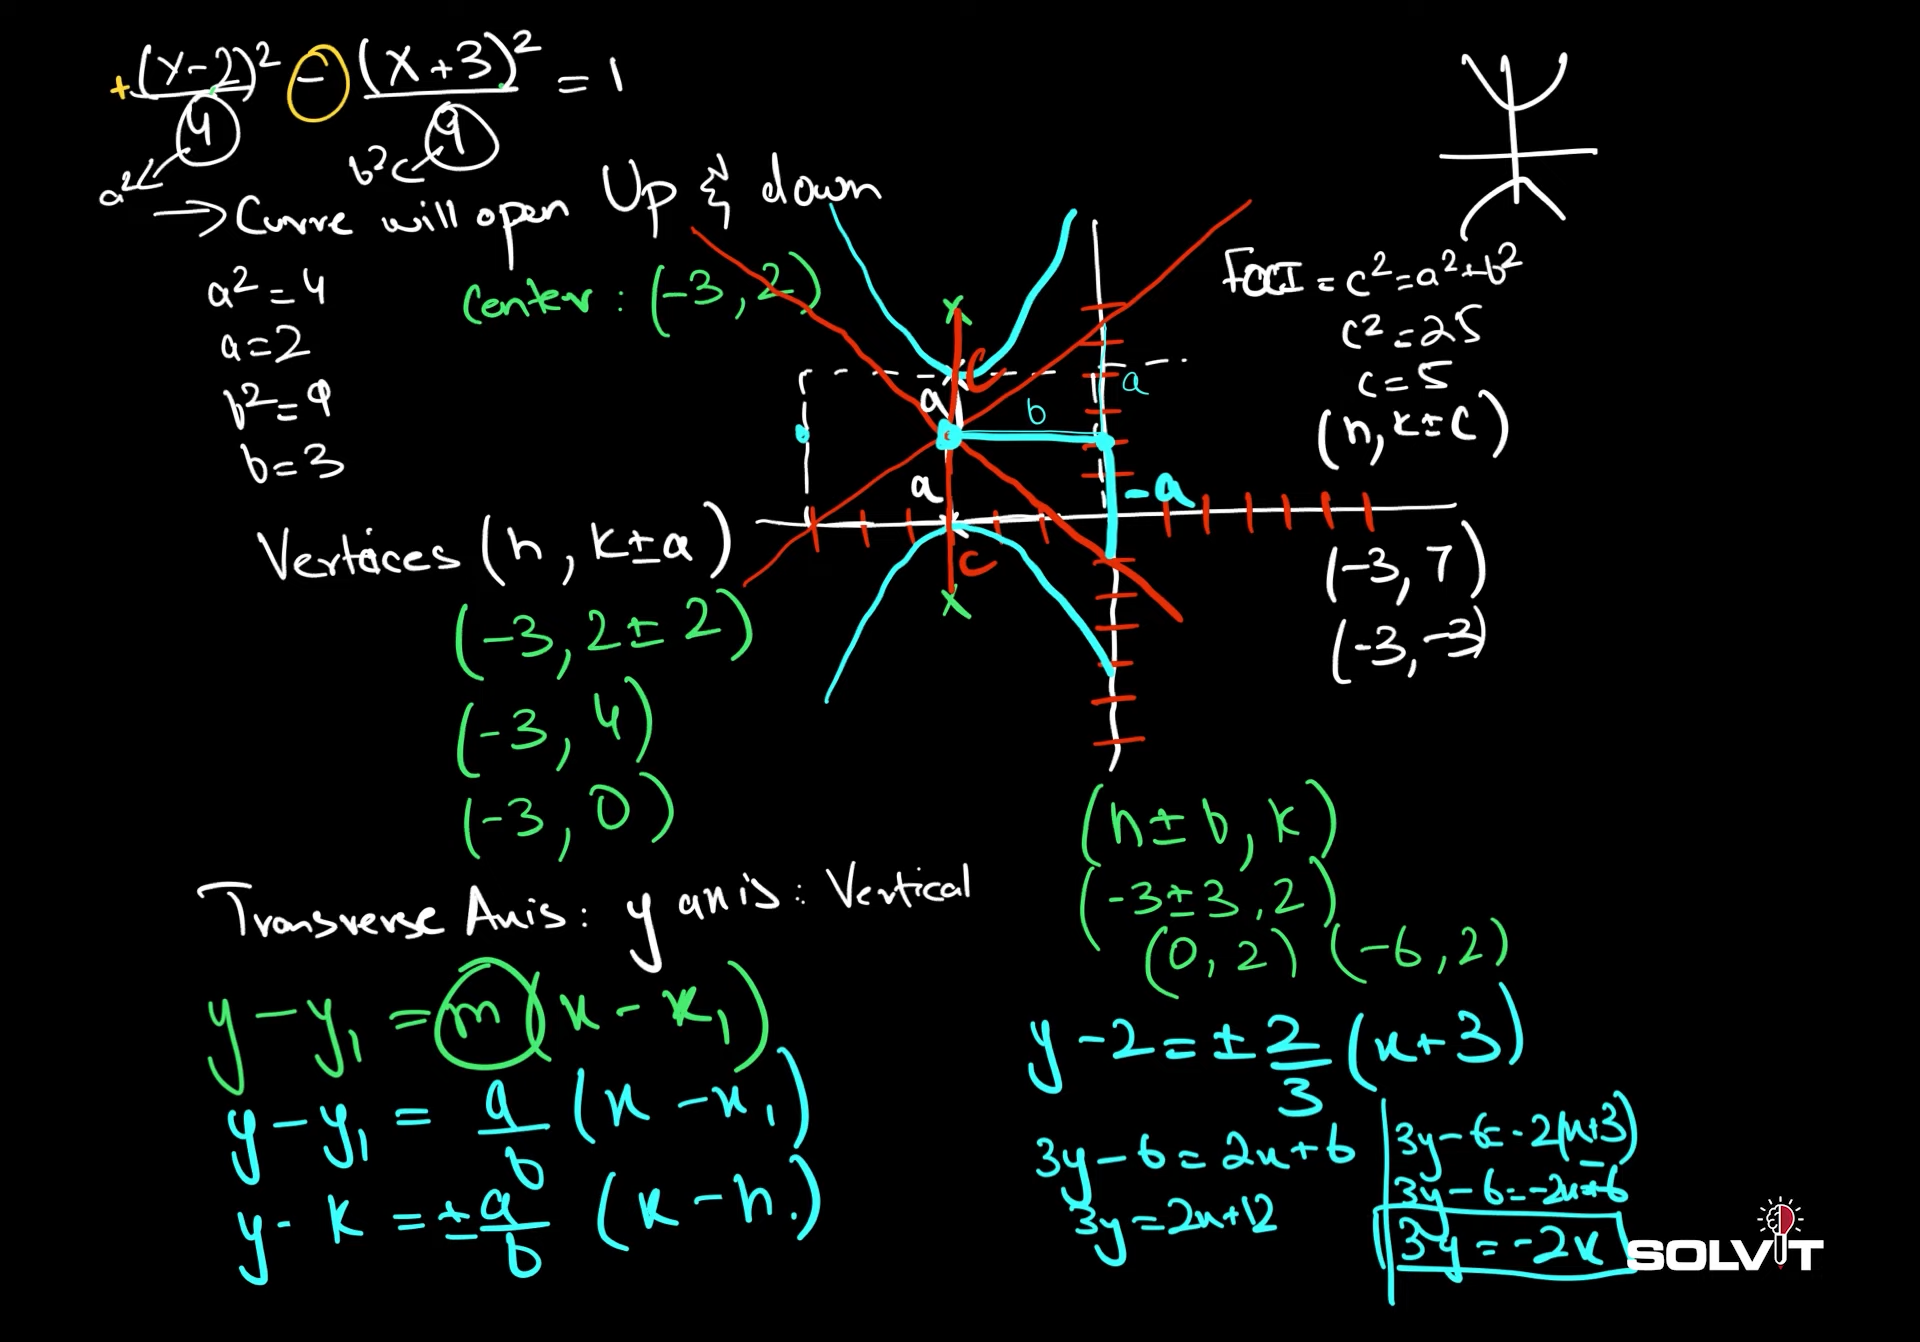 +(y-2)²/4 - (x+3)²/9 = 1
a² b²
→ Curve will open Up & down
a² = 4
a = 2
b² = 9
b = 3
Center : (-3, 2)
Foci = c² = a² + b²
c² = 25
c = 5
(h, k ± c)
(-3, 7)
(-3, -3)
x
C
a
a
b
a
-a
C
x
Vertices (h, k ± a)
(-3, 2 ± 2)
(-3, 4)
(-3, 0)
Transverse Axis : y axis : Vertical
(h ± b, k)
(-3 ± 3, 2)
(0, 2) (-6, 2)
y - y₁ = m(x - x₁)
y - y₁ = a/b (x - x₁)
y - k = ± a/b (x - h)
y - 2 = ± 2/3 (x + 3)
3y - 6 = 2x + 6
3y = 2x + 12
3y - 6 = -2(x+3)
3y - 6 = -2x - 6
3y = -2x
SOLVIT